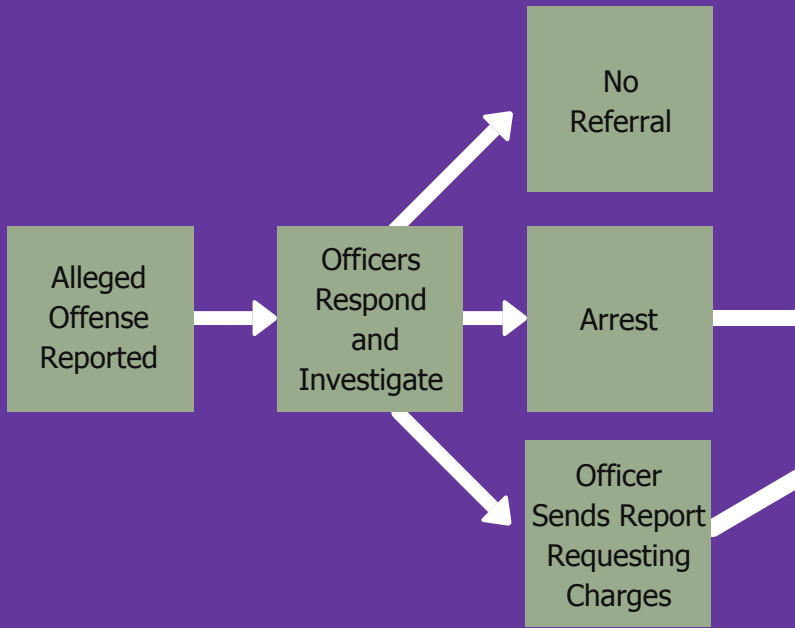 No
Referral
Alleged
Offense
Reported
Officers
Respond
and
Investigate
Arrest
Officer
Sends Report
Requesting
Charges